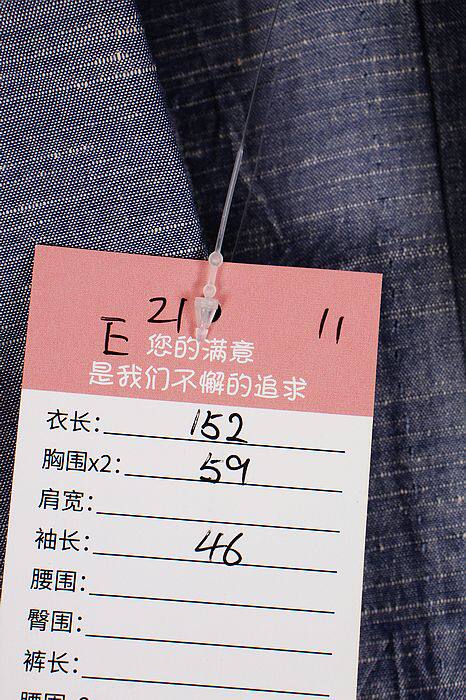 21 11
E 您的满意
是我们不懈的追求
衣长: 152
胸围x2: 59
肩宽:
袖长: 46
腰围:
臀围:
裤长: